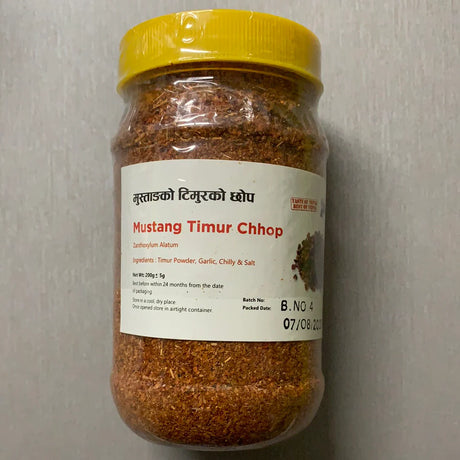 मुस्ताङको टिमुरको छोप
Mustang Timur Chhop
Zanthoxylum Alatum
Ingredients : Timur Powder, Garlic, Chilly & Salt
Net Wt: 200g ± 5g
Best before within 24 months from the date
of packaging
Store in a cool, dry place.
Once opened store in airtight container.
Batch No: B.NO 4
Packed Date: 07/08